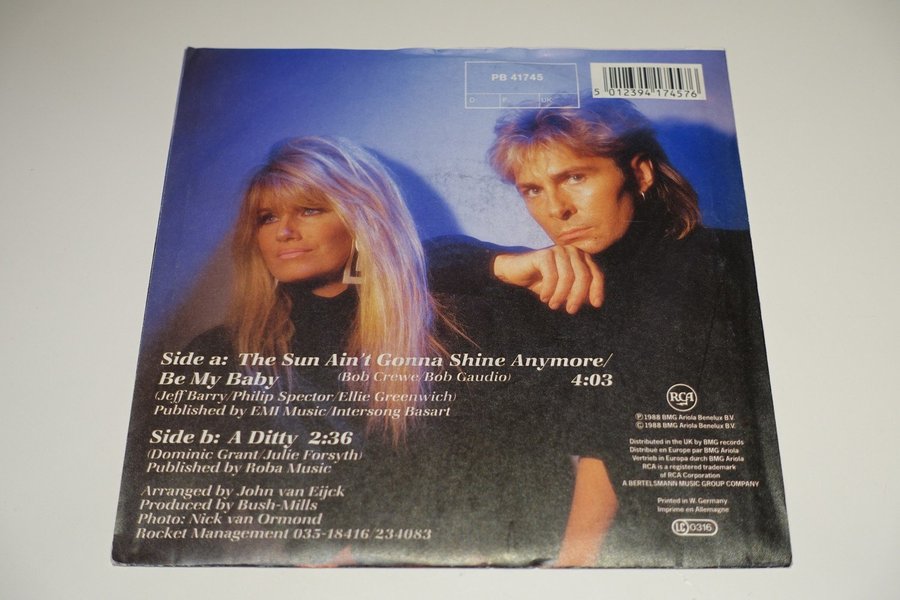 PB 41745
D: F: UK:
5 012394 174576
Side a: The Sun Ain't Gonna Shine Anymore/
Be My Baby (Bob Crewe/Bob Gaudio) 4:03
(Jeff Barry/Philip Spector/Ellie Greenwich)
Published by EMI Music/Intersong Basart
Side b: A Ditty 2:36
(Dominic Grant/Julie Forsyth)
Published by Roba Music
Arranged by John van Eijck
Produced by Bush-Mills
Photo: Nick van Ormond
Rocket Management 035-18416/234083
RCA
Ⓟ 1988 BMG Ariola Benelux B.V.
© 1988 BMG Ariola Benelux B.V.
Distributed in the UK by BMG records
Distribue en Europe par BMG Ariola
Vertrieb in Europa durch BMG Ariola
RCA is a registered trademark
of RCA Corporation
A BERTELSMANN MUSIC GROUP COMPANY
Printed in W. Germany
Imprime en Allemagne
LC 0316